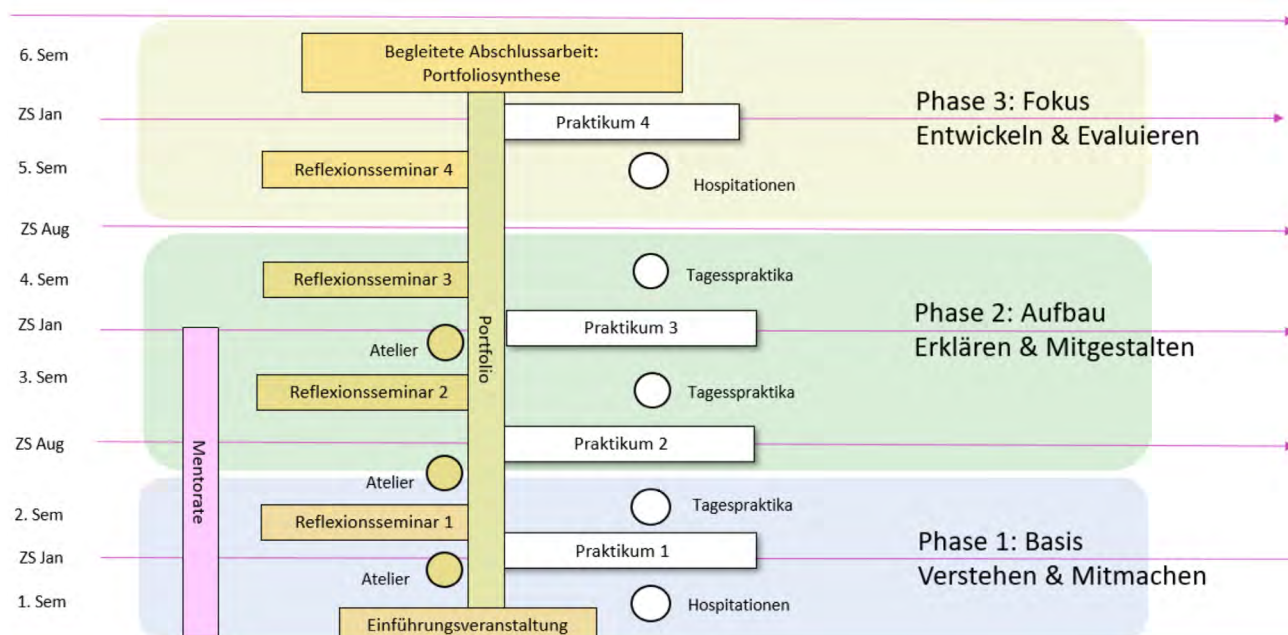 6. Sem
Begleitete Abschlussarbeit:
Portfoliosynthese
ZS Jan
Praktikum 4
Phase 3: Fokus
Entwickeln & Evaluieren
5. Sem
Reflexionsseminar 4
Hospitationen
ZS Aug
4. Sem
Reflexionsseminar 3
Tagesspraktika
ZS Jan
Praktikum 3
Phase 2: Aufbau
Erklären & Mitgestalten
Atelier
Portfolio
3. Sem
Reflexionsseminar 2
Tagespraktika
ZS Aug
Praktikum 2
Mentorate
Atelier
2. Sem
Reflexionsseminar 1
Tagespraktika
ZS Jan
Praktikum 1
Phase 1: Basis
Verstehen & Mitmachen
Atelier
1. Sem
Hospitationen
Einführungsveranstaltung